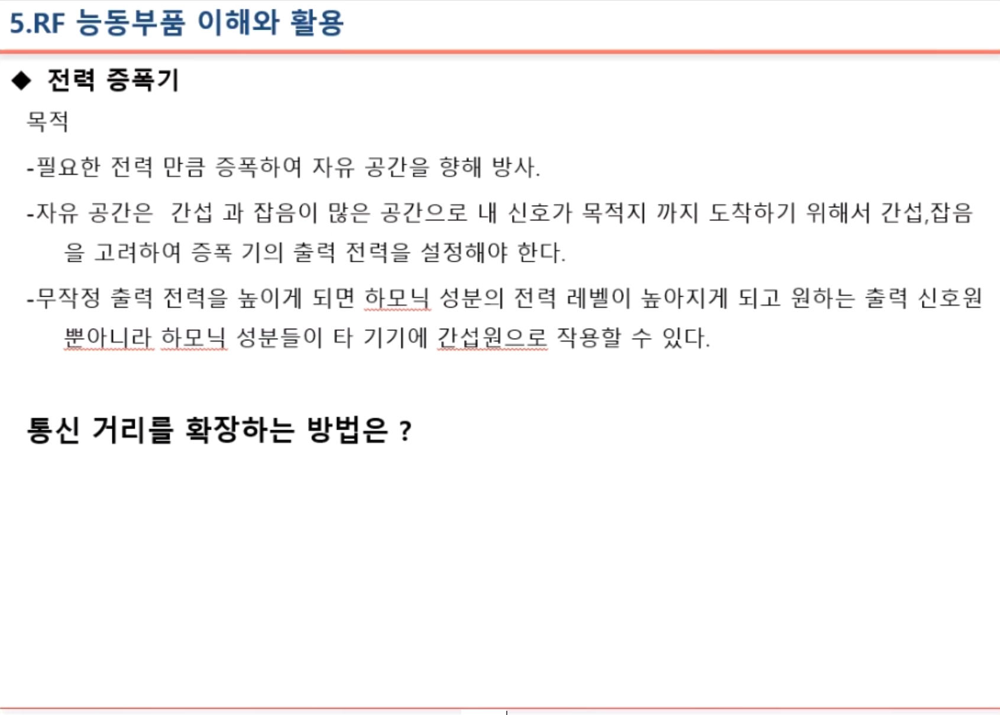 5.RF 능동부품 이해와 활용
◆ 전력 증폭기
목적
-필요한 전력 만큼 증폭하여 자유 공간을 향해 방사.
-자유 공간은 간섭 과 잡음이 많은 공간으로 내 신호가 목적지 까지 도착하기 위해서 간섭,잡음
을 고려하여 증폭 기의 출력 전력을 설정해야 한다.
-무작정 출력 전력을 높이게 되면 하모닉 성분의 전력 레벨이 높아지게 되고 원하는 출력 신호원
뿐아니라 하모닉 성분들이 타 기기에 간섭원으로 작용할 수 있다.
통신 거리를 확장하는 방법은 ?